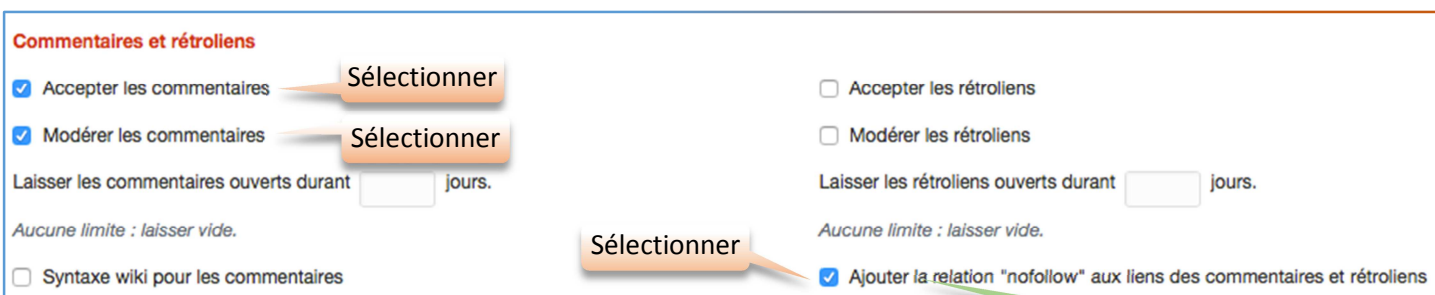 Commentaires et rétroliens
Accepter les commentaires
Sélectionner
Accepter les rétroliens
Modérer les commentaires
Sélectionner
Modérer les rétroliens
Laisser les commentaires ouverts durant jours.
Laisser les rétroliens ouverts durant jours.
Aucune limite : laisser vide.
Sélectionner
Aucune limite : laisser vide.
Syntaxe wiki pour les commentaires
Ajouter la relation "nofollow" aux liens des commentaires et rétroliens